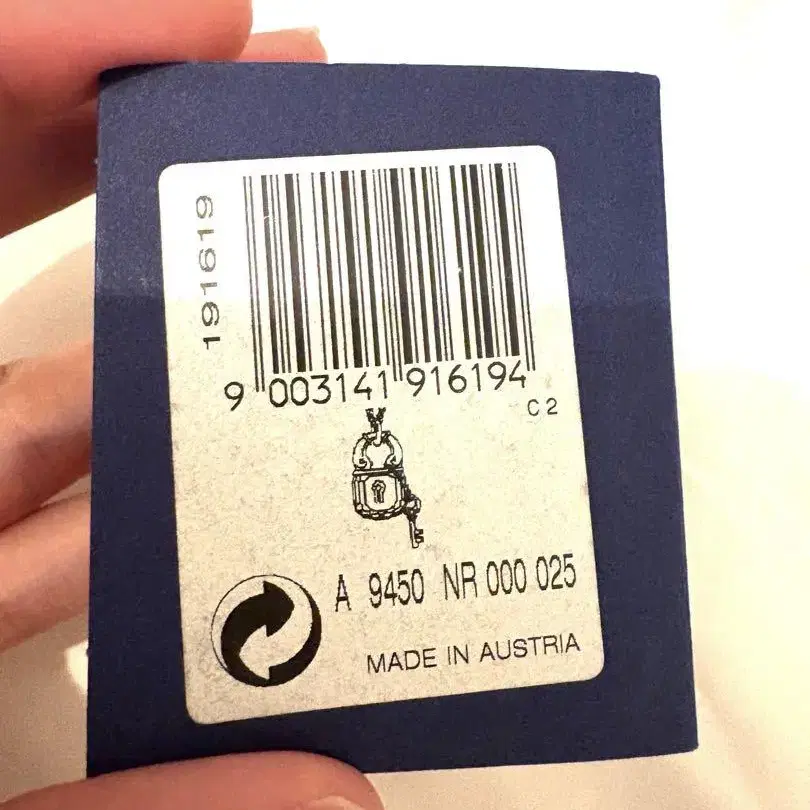 191619
9 003141 916194
C2
A 9450 NR 000 025
MADE IN AUSTRIA